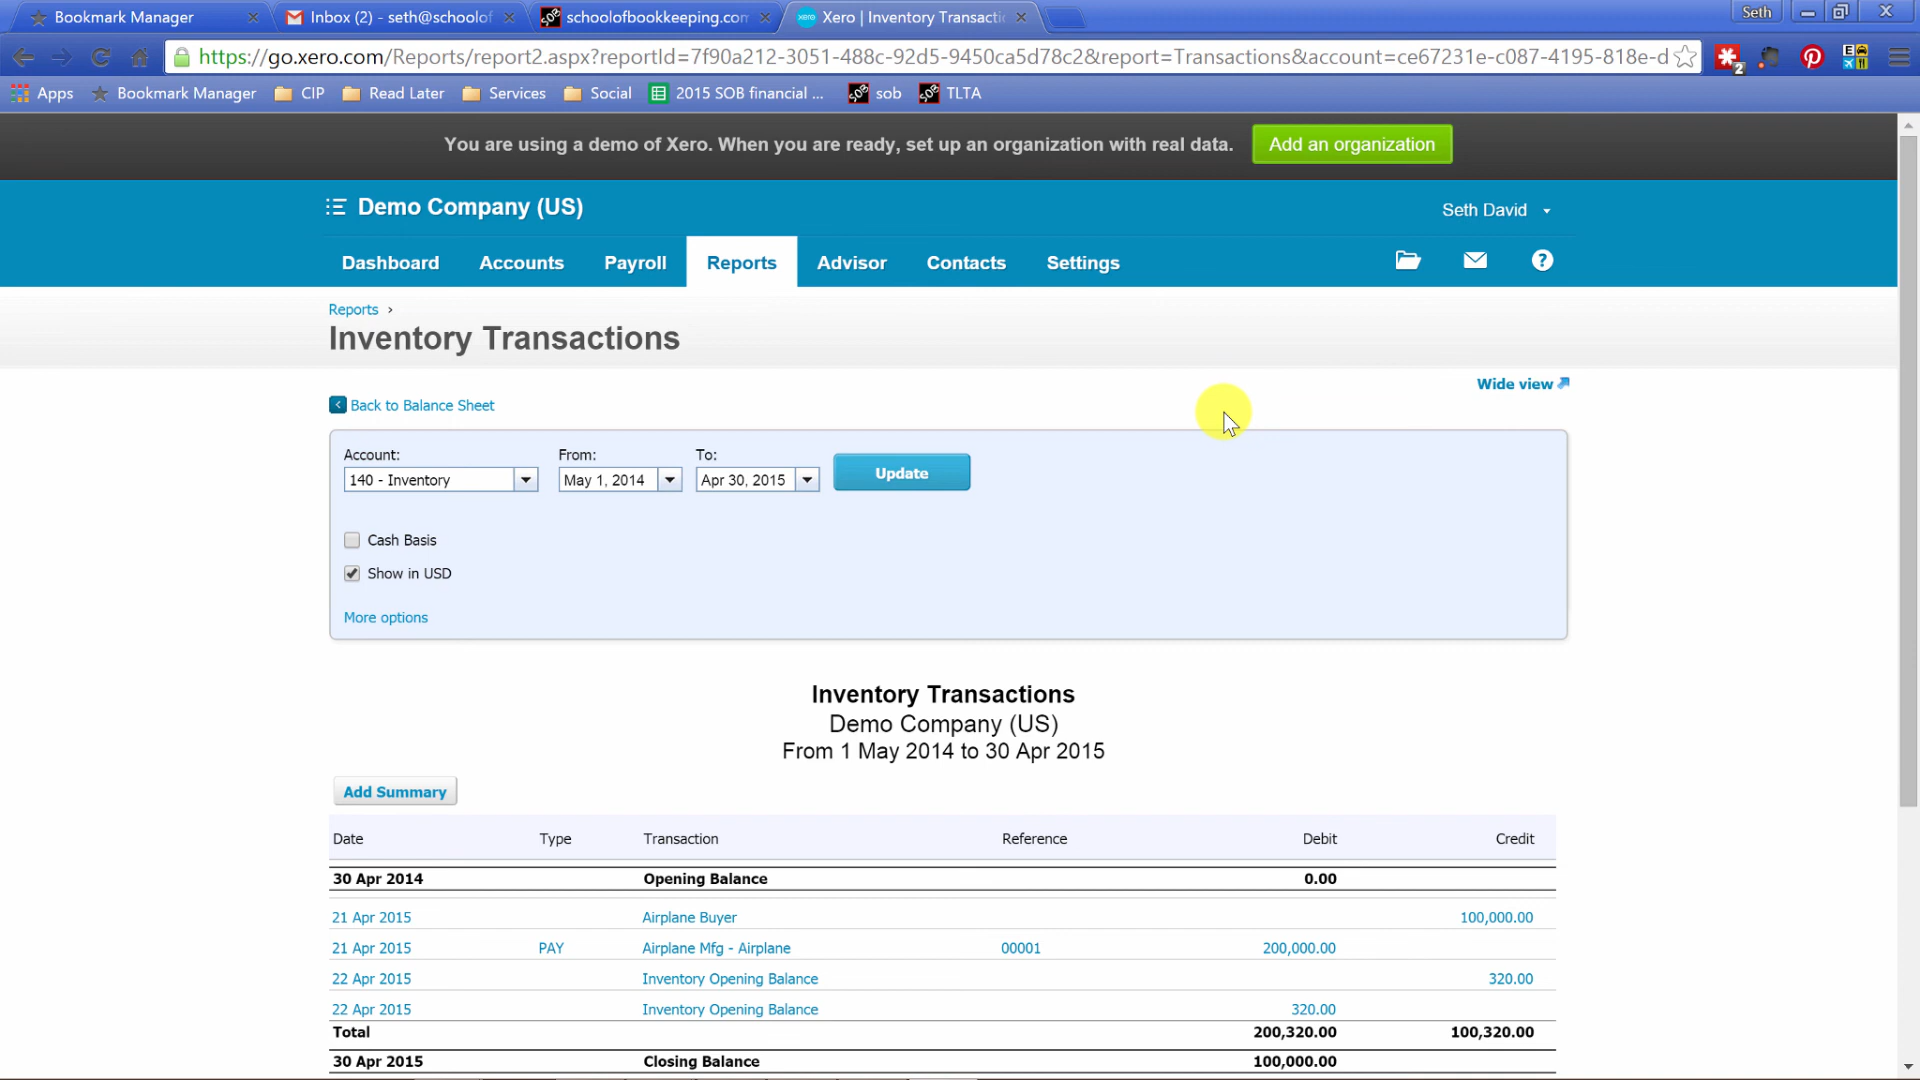 Bookmark Manager
Inbox (2) - seth@schoolof
schoolofbookkeeping.com
Xero | Inventory Transacti
Seth
https://go.xero.com/Reports/report2.aspx?reportId=7f90a212-3051-488c-92d5-9450ca5d78c2&report=Transactions&account=ce67231e-c087-4195-818e-d
2
Apps
Bookmark Manager
CIP
Read Later
Services
Social
2015 SOB financial ...
sob
TLTA
You are using a demo of Xero. When you are ready, set up an organization with real data.
Add an organization
Demo Company (US)
Seth David
Dashboard
Accounts
Payroll
Reports
Advisor
Contacts
Settings
?
Reports ›
Inventory Transactions
Wide view
< Back to Balance Sheet
Account: From: To:
140 - Inventory May 1, 2014 Apr 30, 2015 Update
Cash Basis
Show in USD
More options
Inventory Transactions
Demo Company (US)
From 1 May 2014 to 30 Apr 2015
Add Summary
Date Type Transaction Reference Debit Credit
30 Apr 2014 Opening Balance 0.00
21 Apr 2015 Airplane Buyer 100,000.00
21 Apr 2015 PAY Airplane Mfg - Airplane 00001 200,000.00
22 Apr 2015 Inventory Opening Balance 320.00
22 Apr 2015 Inventory Opening Balance 320.00
Total 200,320.00 100,320.00
30 Apr 2015 Closing Balance 100,000.00